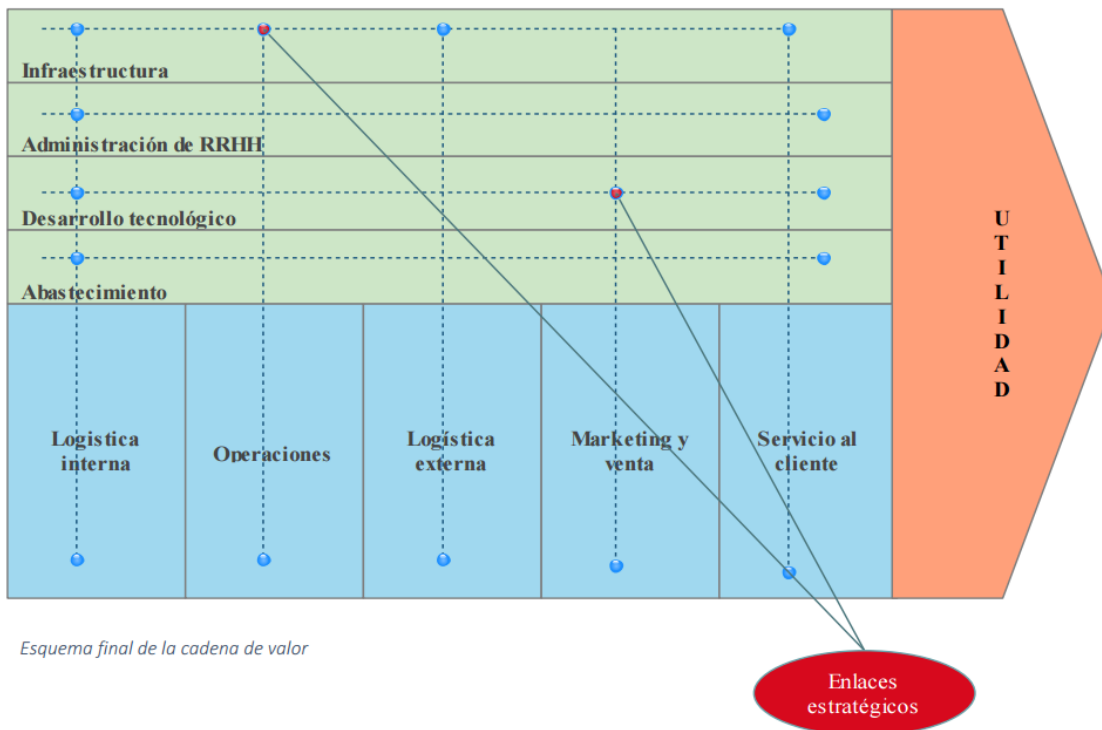 Infraestructura
Administración de RRHH
Desarrollo tecnológico
Abastecimiento
UTILIDAD
Logistica
interna
Operaciones
Logística
externa
Marketing y
venta
Servicio al
cliente
Esquema final de la cadena de valor
Enlaces
estratégicos